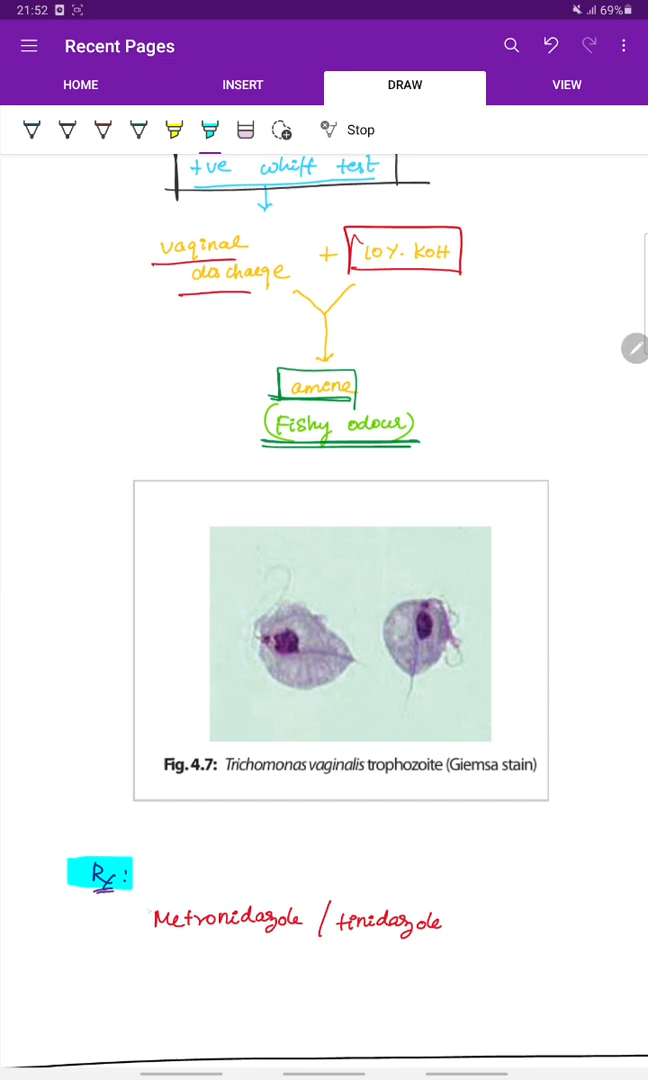 21:52 69%
Recent Pages
HOME INSERT DRAW VIEW
Stop
+ve whiff test
vaginal
discharge + 10%. KOH
amene
(Fishy odour)
Fig. 4.7: Trichomonas vaginalis trophozoite (Giemsa stain)
Rx:
Metronidazole / tinidazole